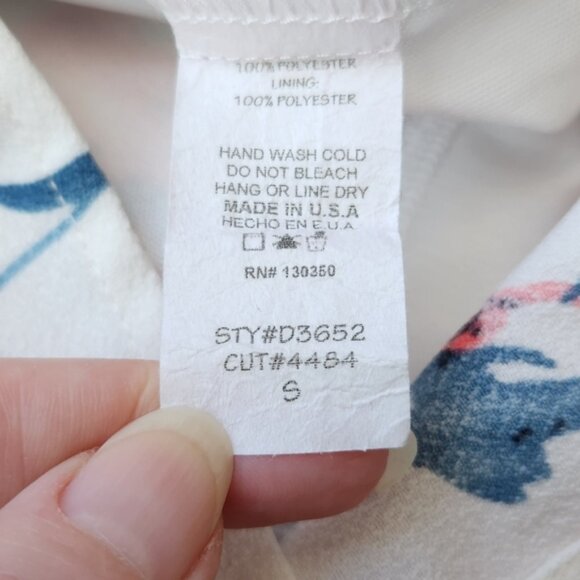 100% POLYESTER
LINING:
100% POLYESTER
HAND WASH COLD
DO NOT BLEACH
HANG OR LINE DRY
MADE IN U.S.A
HECHO EN E.U.A
RN# 130350
STY#D3652
CUT#4484
S